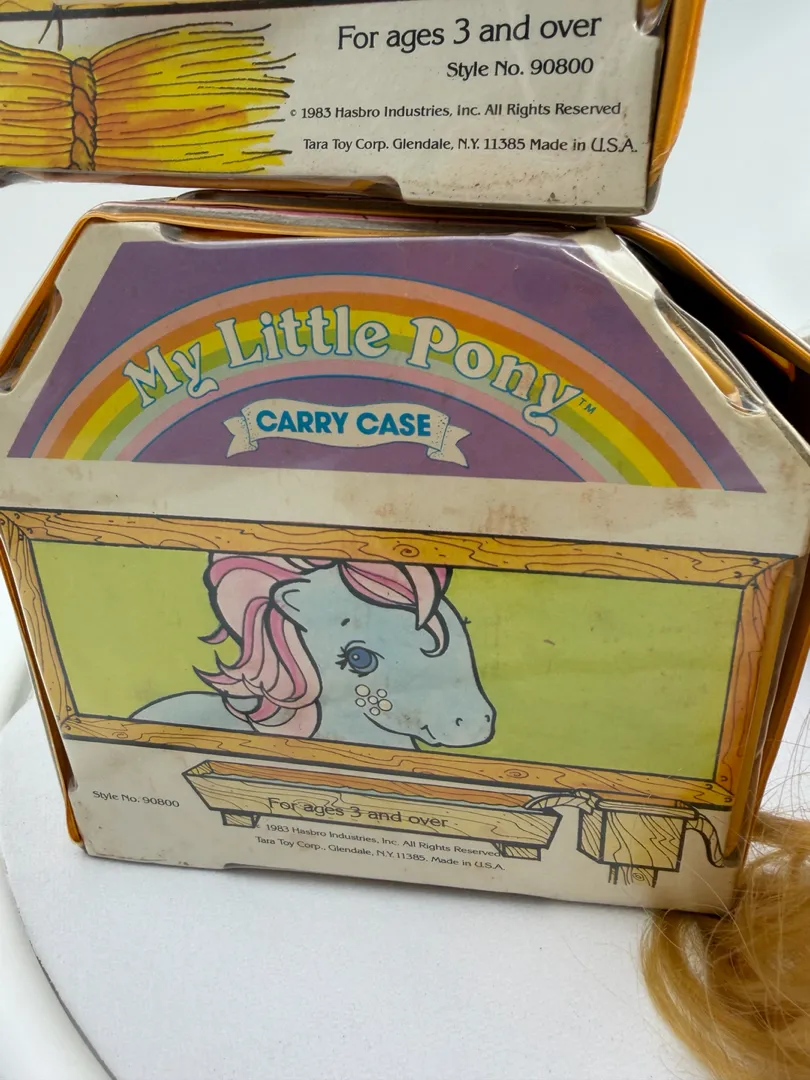 For ages 3 and over
Style No. 90800
© 1983 Hasbro Industries, Inc. All Rights Reserved
Tara Toy Corp. Glendale, N.Y. 11385 Made in U.S.A.
My Little Pony™
CARRY CASE
Style No. 90800
For ages 3 and over
1983 Hasbro Industries, Inc. All Rights Reserved
Tara Toy Corp., Glendale, N.Y. 11385. Made in U.S.A.